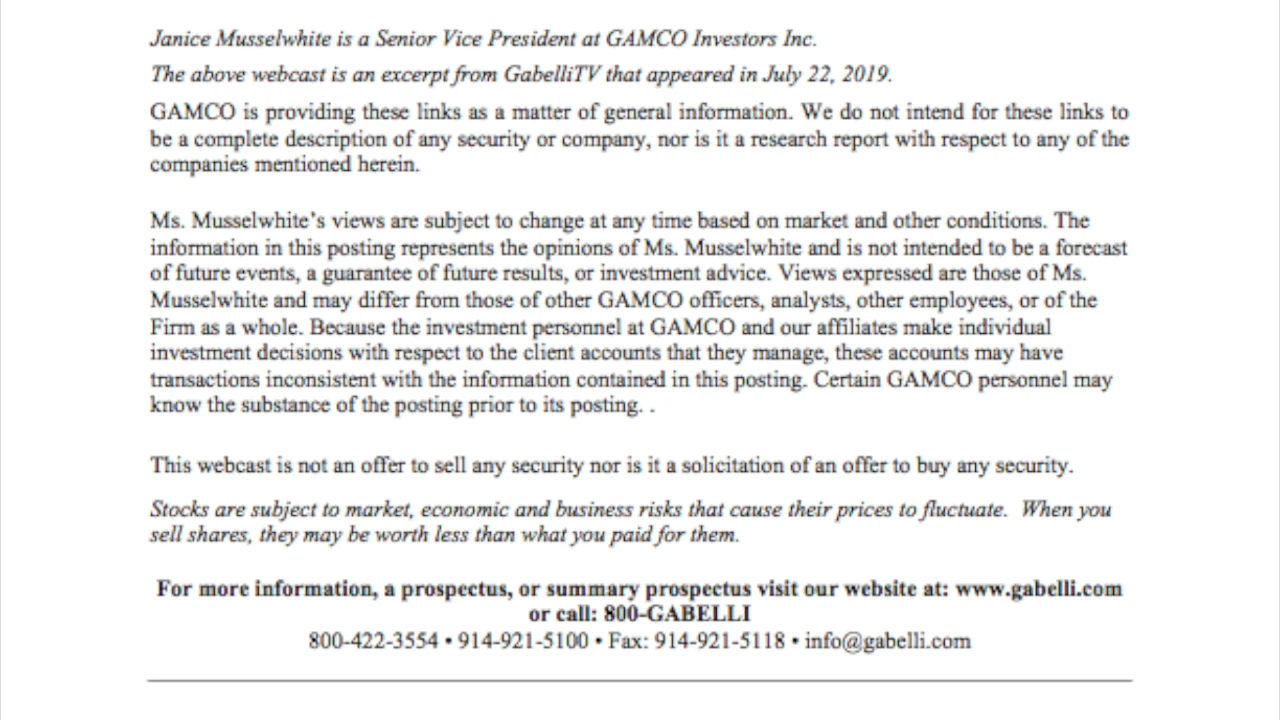 Janice Musselwhite is a Senior Vice President at GAMCO Investors Inc.
The above webcast is an excerpt from GabelliTV that appeared in July 22, 2019.
GAMCO is providing these links as a matter of general information. We do not intend for these links to
be a complete description of any security or company, nor is it a research report with respect to any of the
companies mentioned herein.
Ms. Musselwhite’s views are subject to change at any time based on market and other conditions. The
information in this posting represents the opinions of Ms. Musselwhite and is not intended to be a forecast
of future events, a guarantee of future results, or investment advice. Views expressed are those of Ms.
Musselwhite and may differ from those of other GAMCO officers, analysts, other employees, or of the
Firm as a whole. Because the investment personnel at GAMCO and our affiliates make individual
investment decisions with respect to the client accounts that they manage, these accounts may have
transactions inconsistent with the information contained in this posting. Certain GAMCO personnel may
know the substance of the posting prior to its posting. .
This webcast is not an offer to sell any security nor is it a solicitation of an offer to buy any security.
Stocks are subject to market, economic and business risks that cause their prices to fluctuate.  When you
sell shares, they may be worth less than what you paid for them.
For more information, a prospectus, or summary prospectus visit our website at: www.gabelli.com
or call: 800-GABELLI
800-422-3554 • 914-921-5100 • Fax: 914-921-5118 • info@gabelli.com